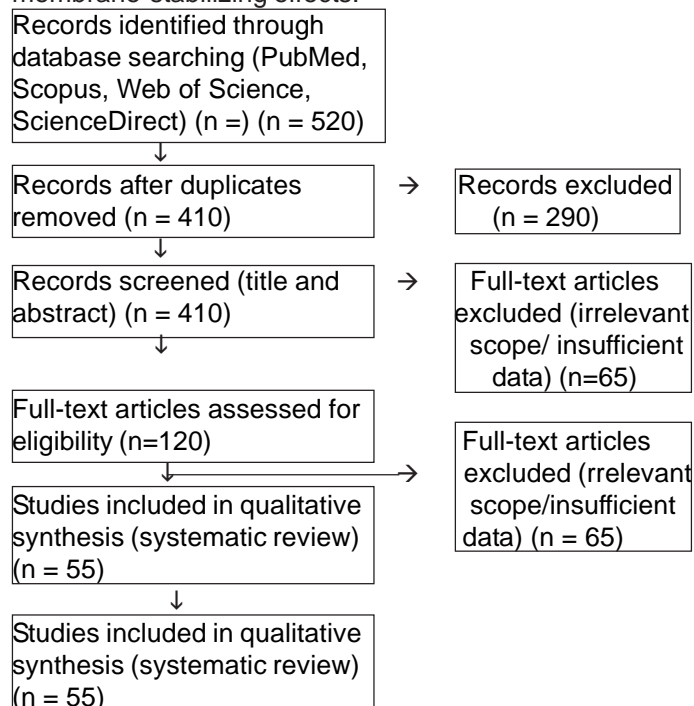 membrane-stabilizing effects.
Records identified through
database searching (PubMed,
Scopus, Web of Science,
ScienceDirect) (n =) (n = 520)
↓
Records after duplicates
removed (n = 410)
→
Records excluded
(n = 290)
↓
Records screened (title and
abstract) (n = 410)
→
Full-text articles
excluded (irrelevant
scope/ insufficient
data) (n=65)
↓
Full-text articles assessed for
eligibility (n=120)
↓
→
Full-text articles
excluded (rrelevant
scope/insufficient
data) (n = 65)
Studies included in qualitative
synthesis (systematic review)
(n = 55)
↓
Studies included in qualitative
synthesis (systematic review)
(n = 55)